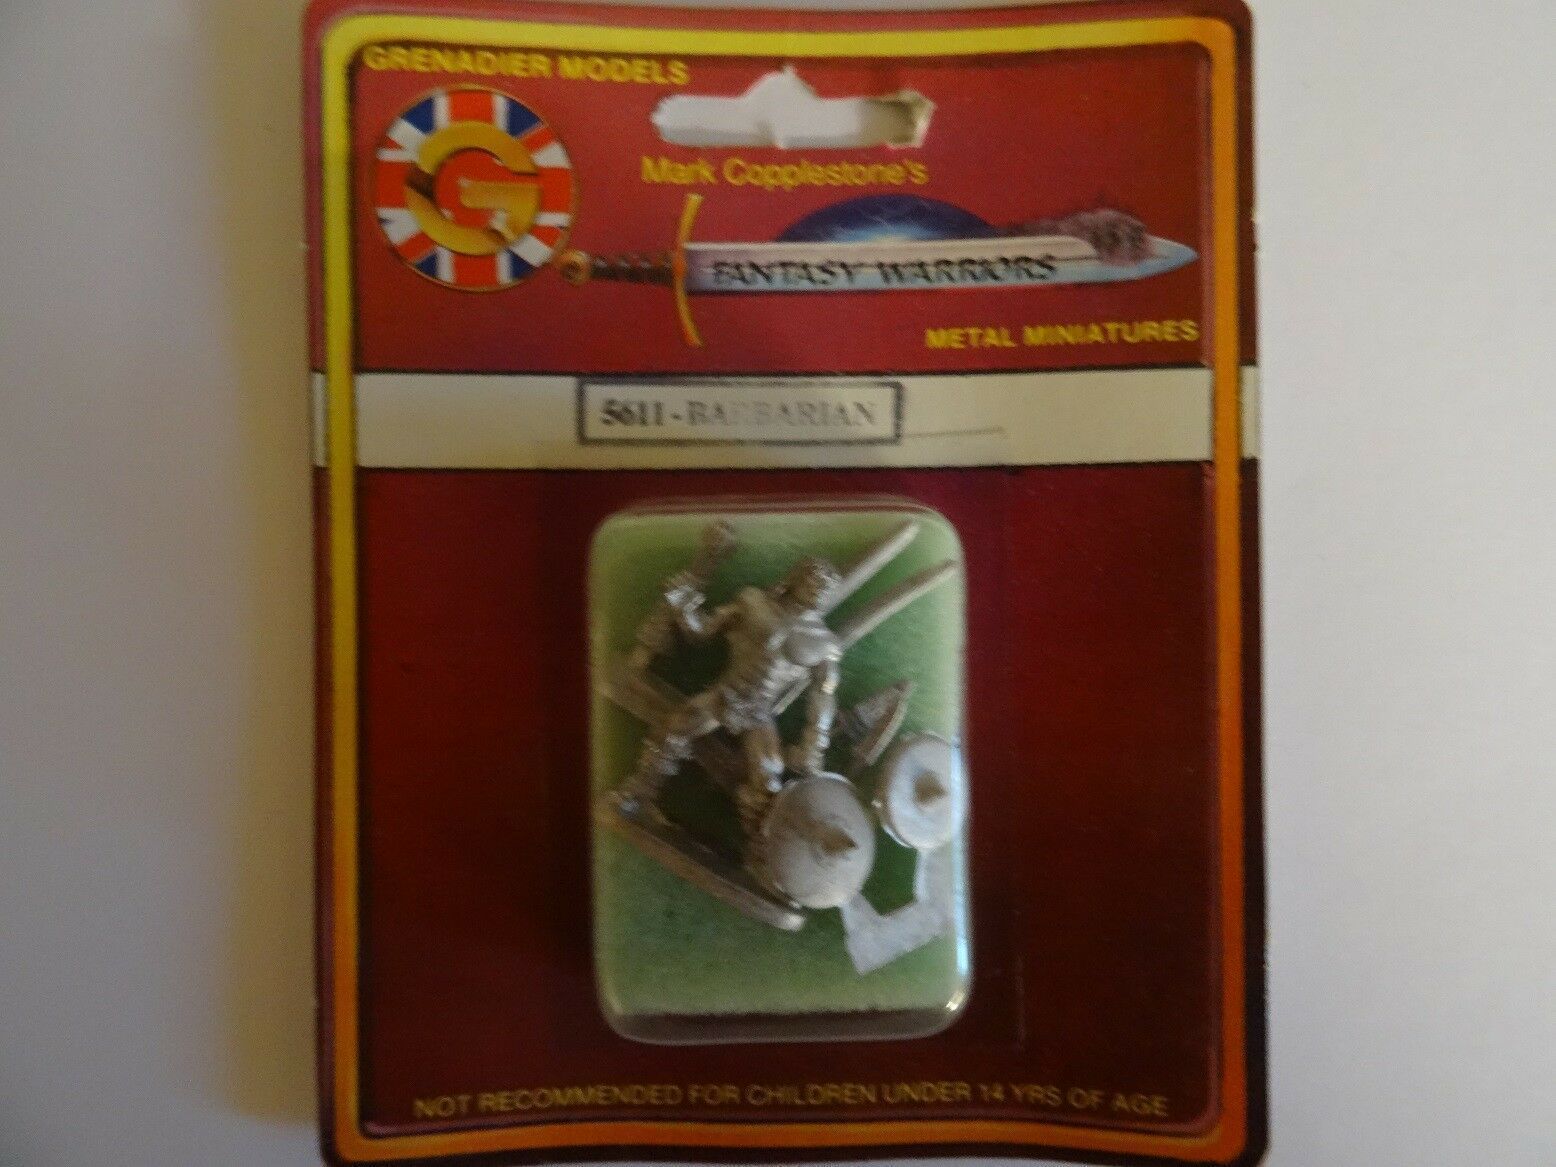 GRENADIER MODELS
G
Mark Copplestone's
FANTASY WARRIORS
METAL MINIATURES
5611 - BARBARIAN
NOT RECOMMENDED FOR CHILDREN UNDER 14 YRS OF AGE